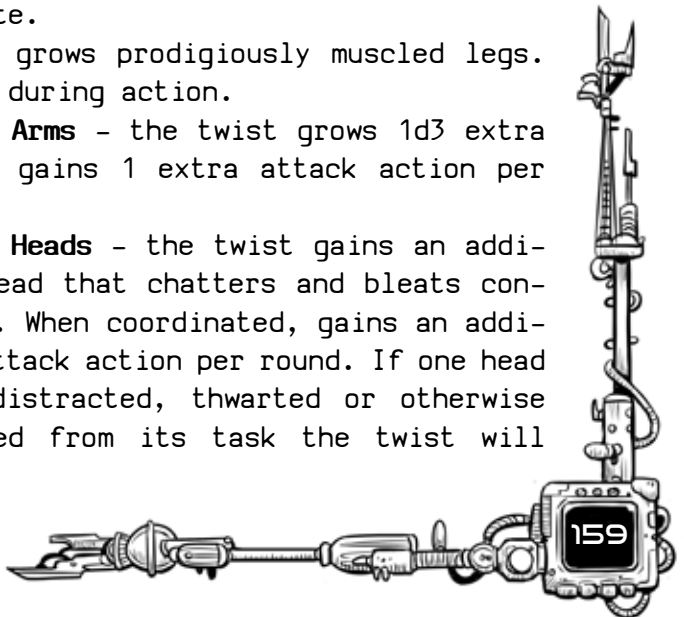 te.
grows prodigiously muscled legs.
during action.
Arms – the twist grows 1d3 extra
gains 1 extra attack action per
Heads – the twist gains an addi-
ead that chatters and bleats con-
. When coordinated, gains an addi-
ttack action per round. If one head
distracted, thwarted or otherwise
ed from its task the twist will
159